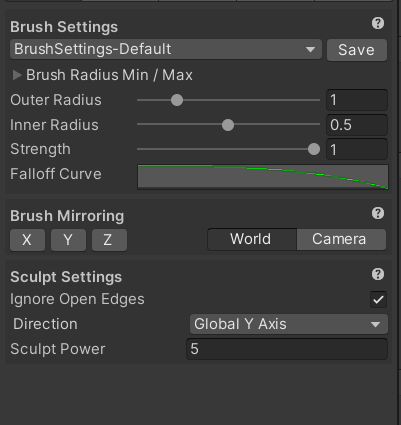 Brush Settings
BrushSettings-Default Save
Brush Radius Min / Max
Outer Radius 1
Inner Radius 0.5
Strength 1
Falloff Curve
Brush Mirroring
X Y Z World Camera
Sculpt Settings
Ignore Open Edges
Direction Global Y Axis
Sculpt Power 5